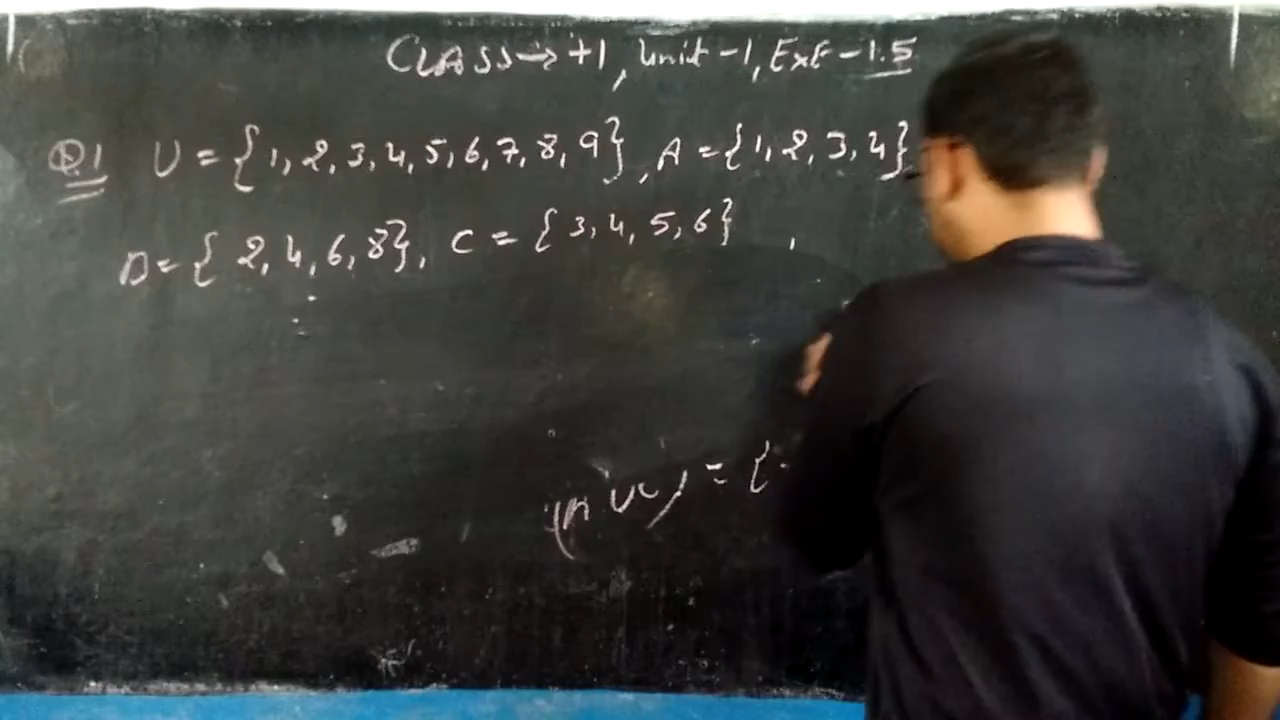 CLASS→+1, Unit-1, EXE-1.5
Q.1 U = {1, 2, 3, 4, 5, 6, 7, 8, 9}, A = {1, 2, 3, 4}
B = { 2, 4, 6, 8}, C = { 3, 4, 5, 6} ,
(A ∪ C) = {